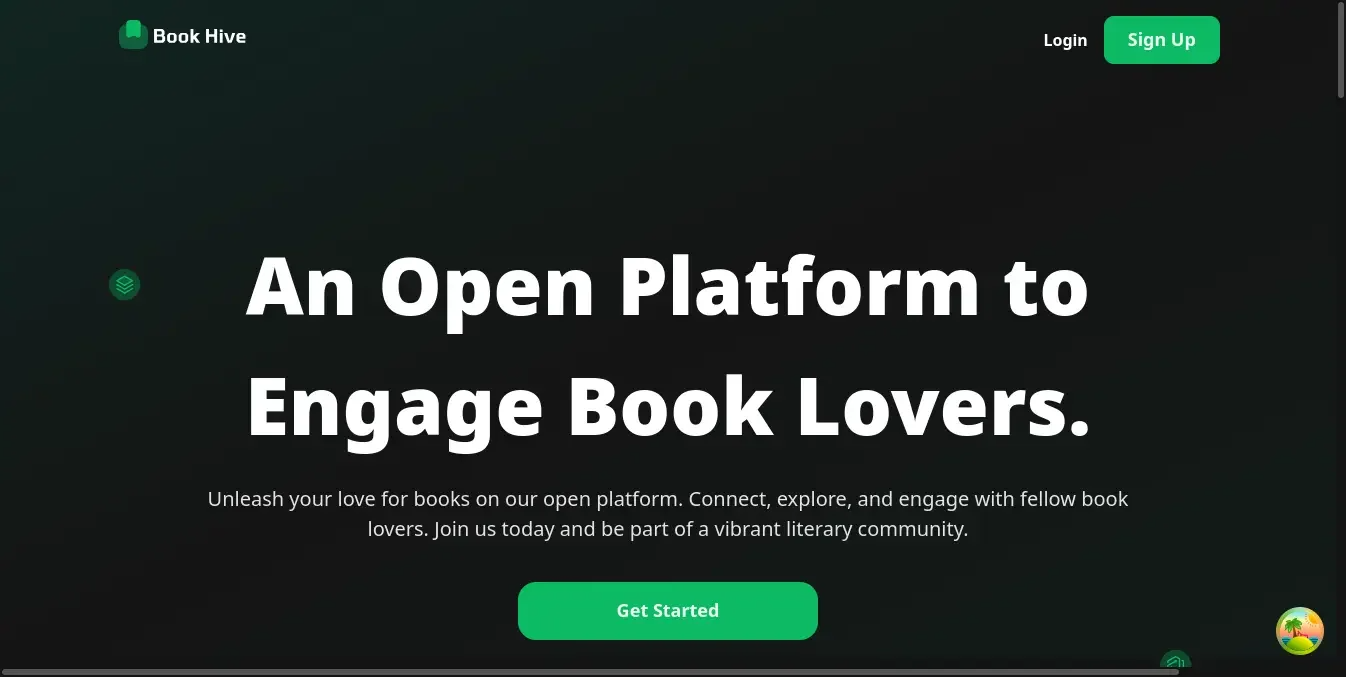 Book Hive
Login
Sign Up
An Open Platform to
Engage Book Lovers.
Unleash your love for books on our open platform. Connect, explore, and engage with fellow book
lovers. Join us today and be part of a vibrant literary community.
Get Started